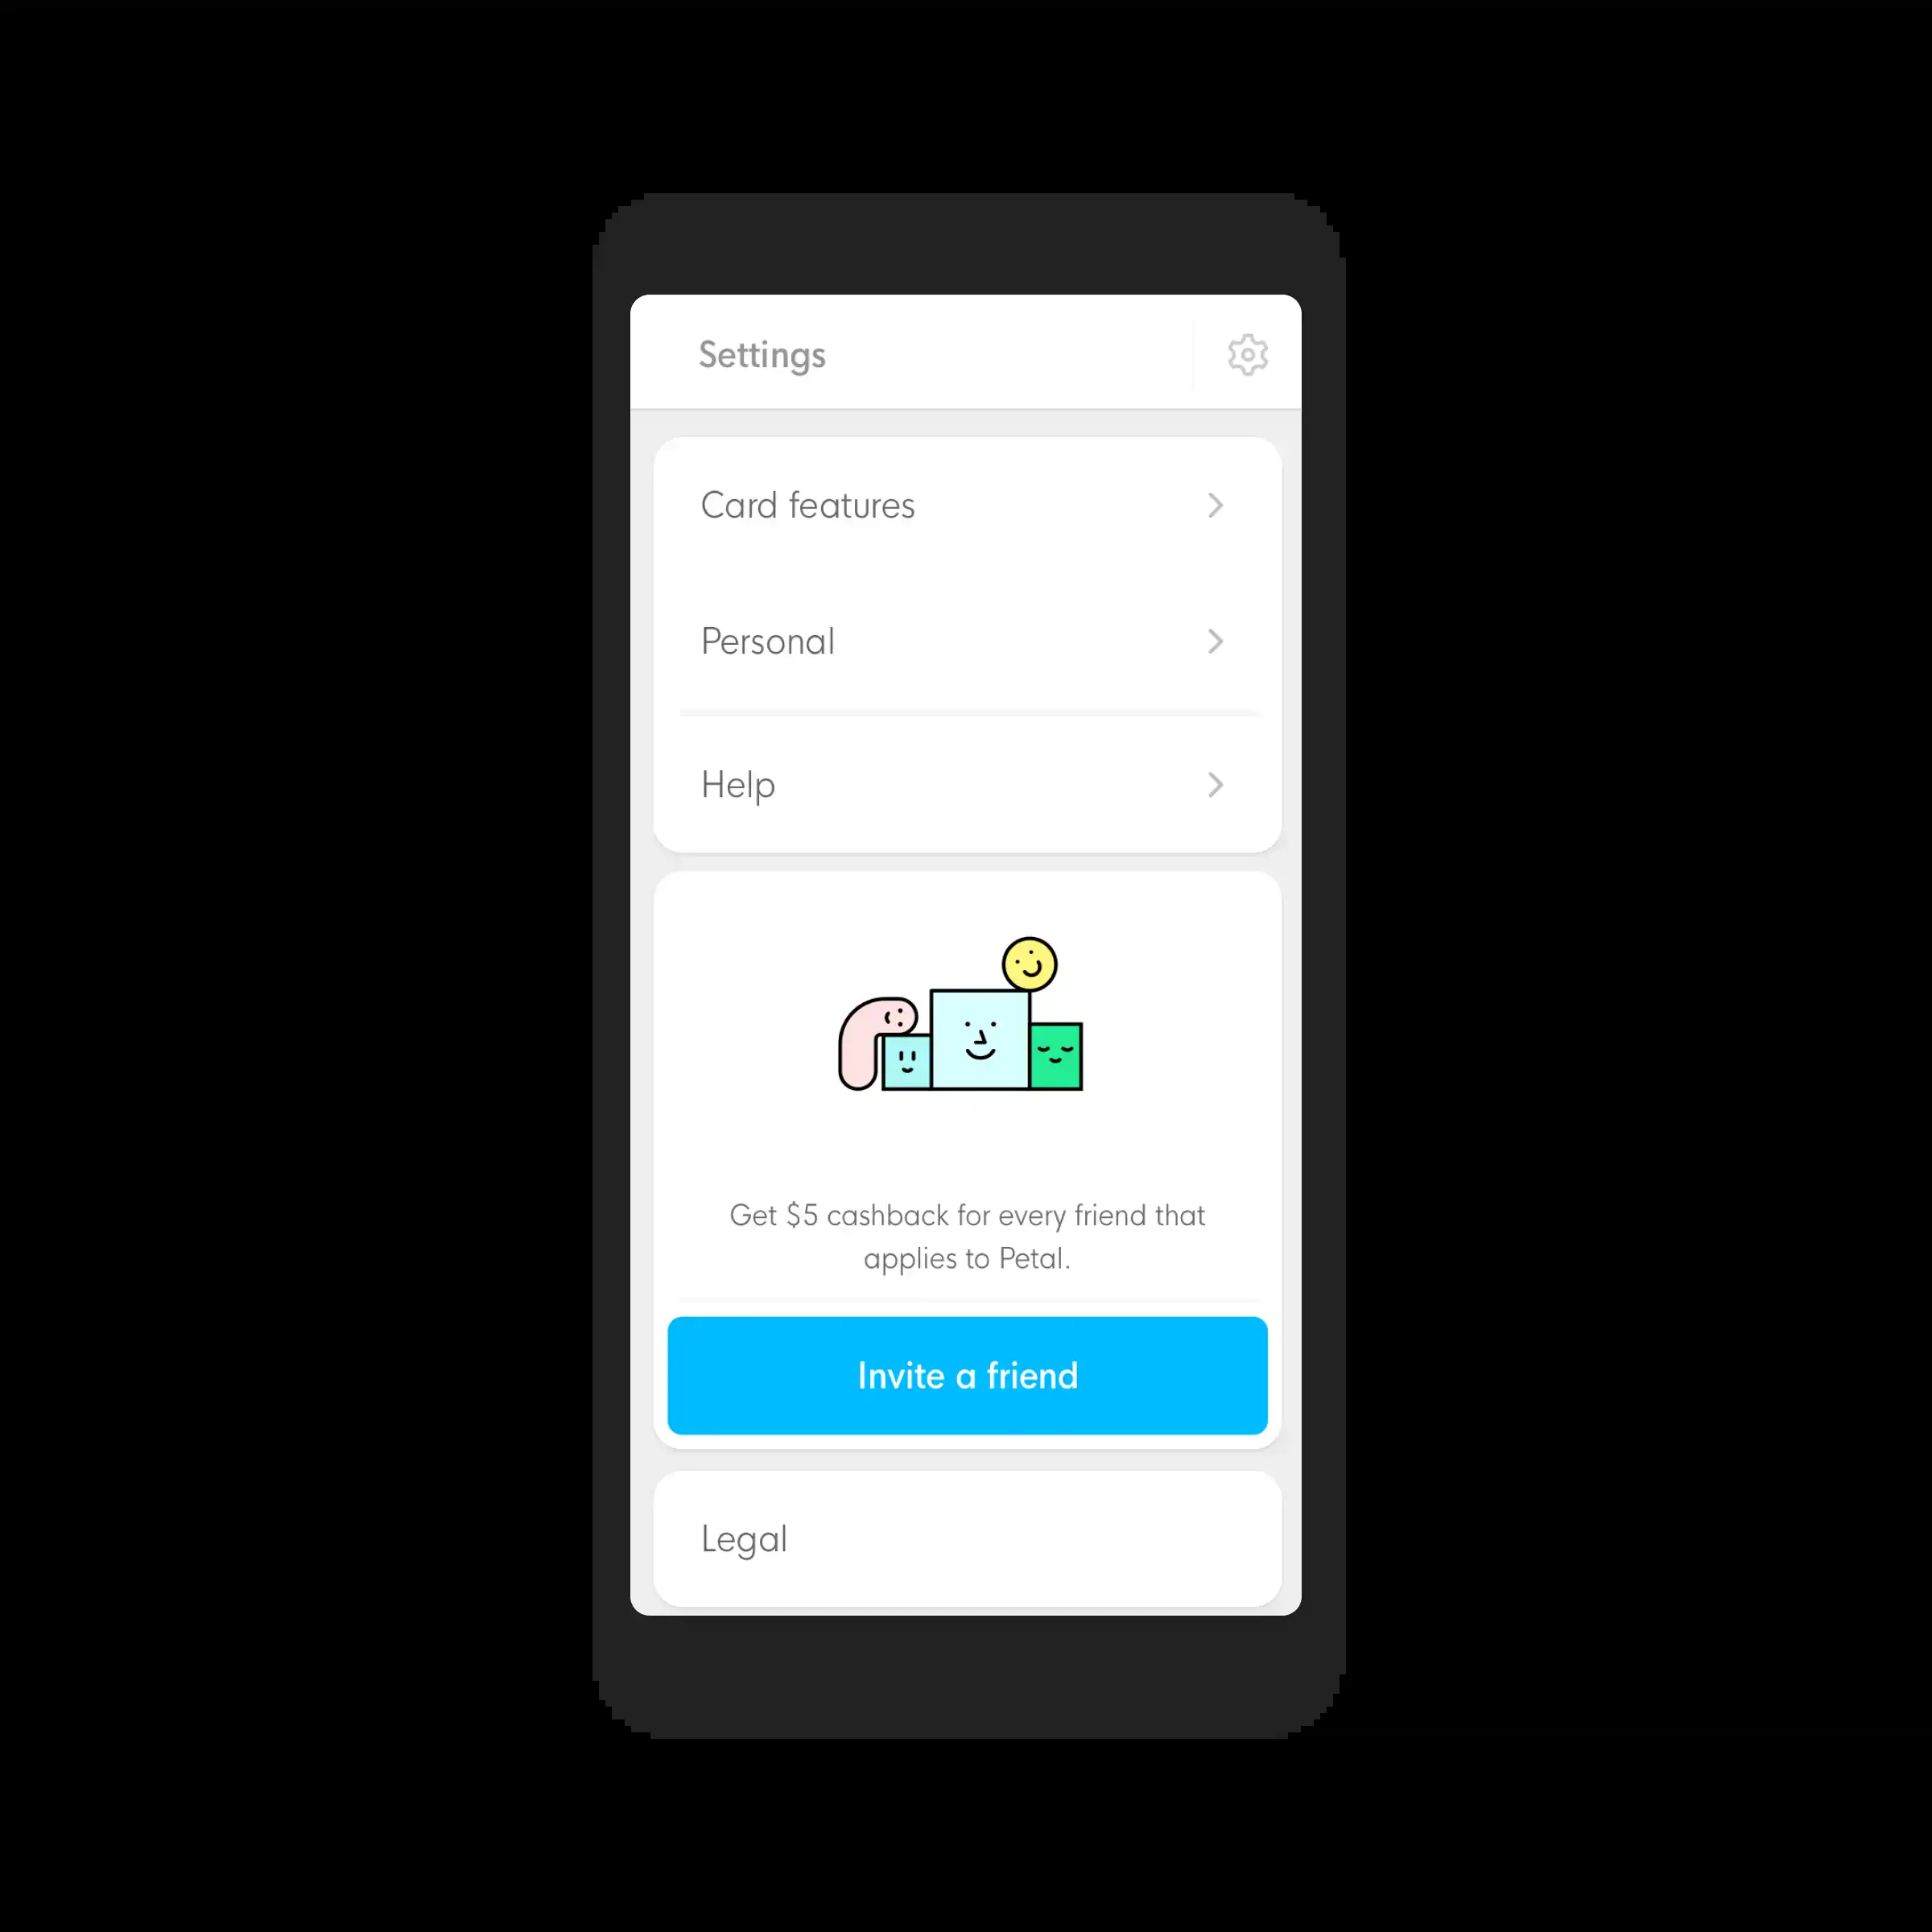 Settings
Card features
Personal
Help
Get $5 cashback for every friend that
applies to Petal.
Invite a friend
Legal